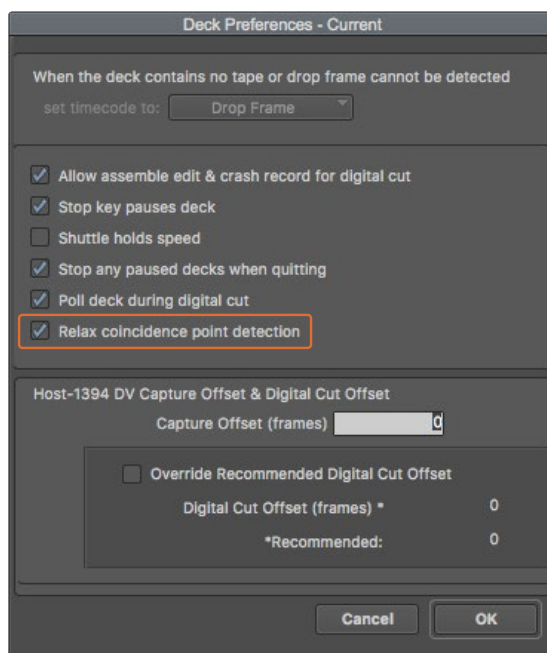 Deck Preferences - Current
When the deck contains no tape or drop frame cannot be detected
set timecode to: Drop Frame
Allow assemble edit & crash record for digital cut
Stop key pauses deck
Shuttle holds speed
Stop any paused decks when quitting
Poll deck during digital cut
Relax coincidence point detection
Host-1394 DV Capture Offset & Digital Cut Offset
Capture Offset (frames) 0
Override Recommended Digital Cut Offset
Digital Cut Offset (frames) * 0
*Recommended: 0
Cancel OK